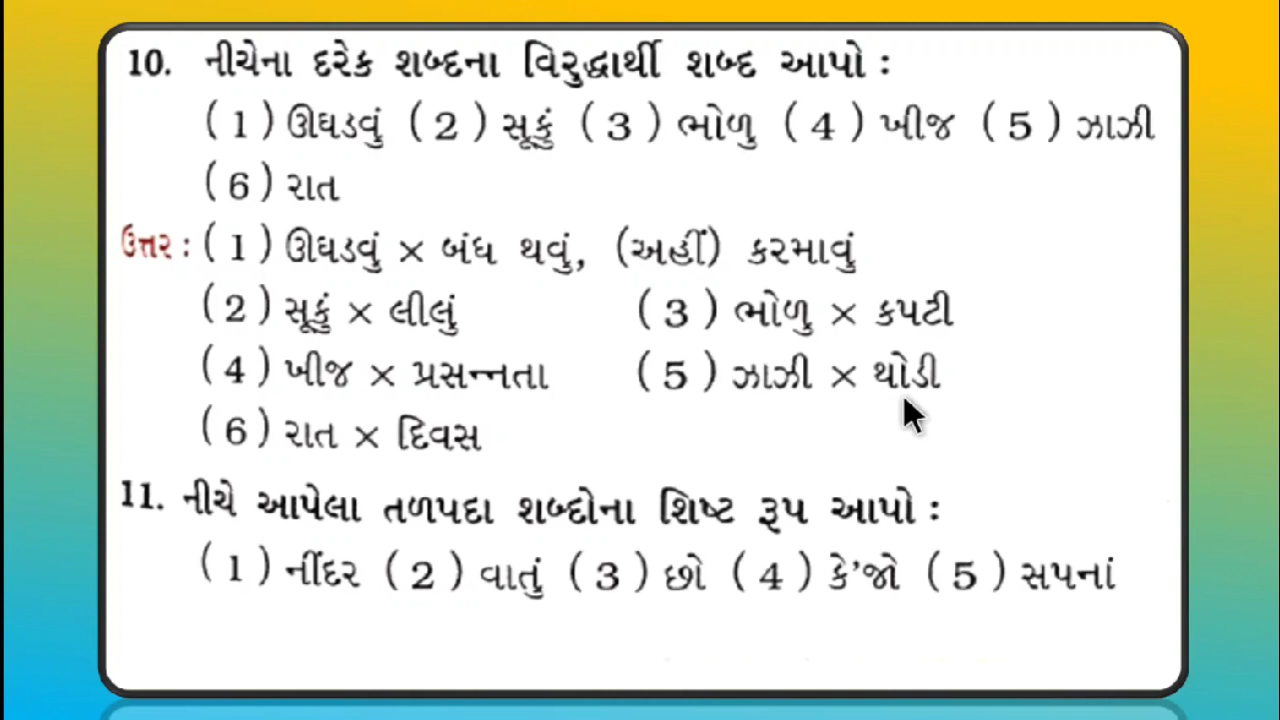 10. નીચેના દરેક શબ્દના વિરુદ્ધાર્થી શબ્દ આપો :
(1) ઊઘડવું (2) સૂકું (3) ભોળુ (4) ખીજ (5) ઝાઝી
(6) રાત
ઉત્તર : (1) ઊઘડવું × બંધ થવું, (અહીં) કરમાવું
(2) સૂકું × લીલું (3) ભોળુ × કપટી
(4) ખીજ × પ્રસન્નતા (5) ઝાઝી × થોડી
(6) રાત × દિવસ
11. નીચે આપેલા તળપદા શબ્દોના શિષ્ટ રૂપ આપો :
(1) નીંદર (2) વાતું (3) છો (4) કે'જો (5) સપનાં